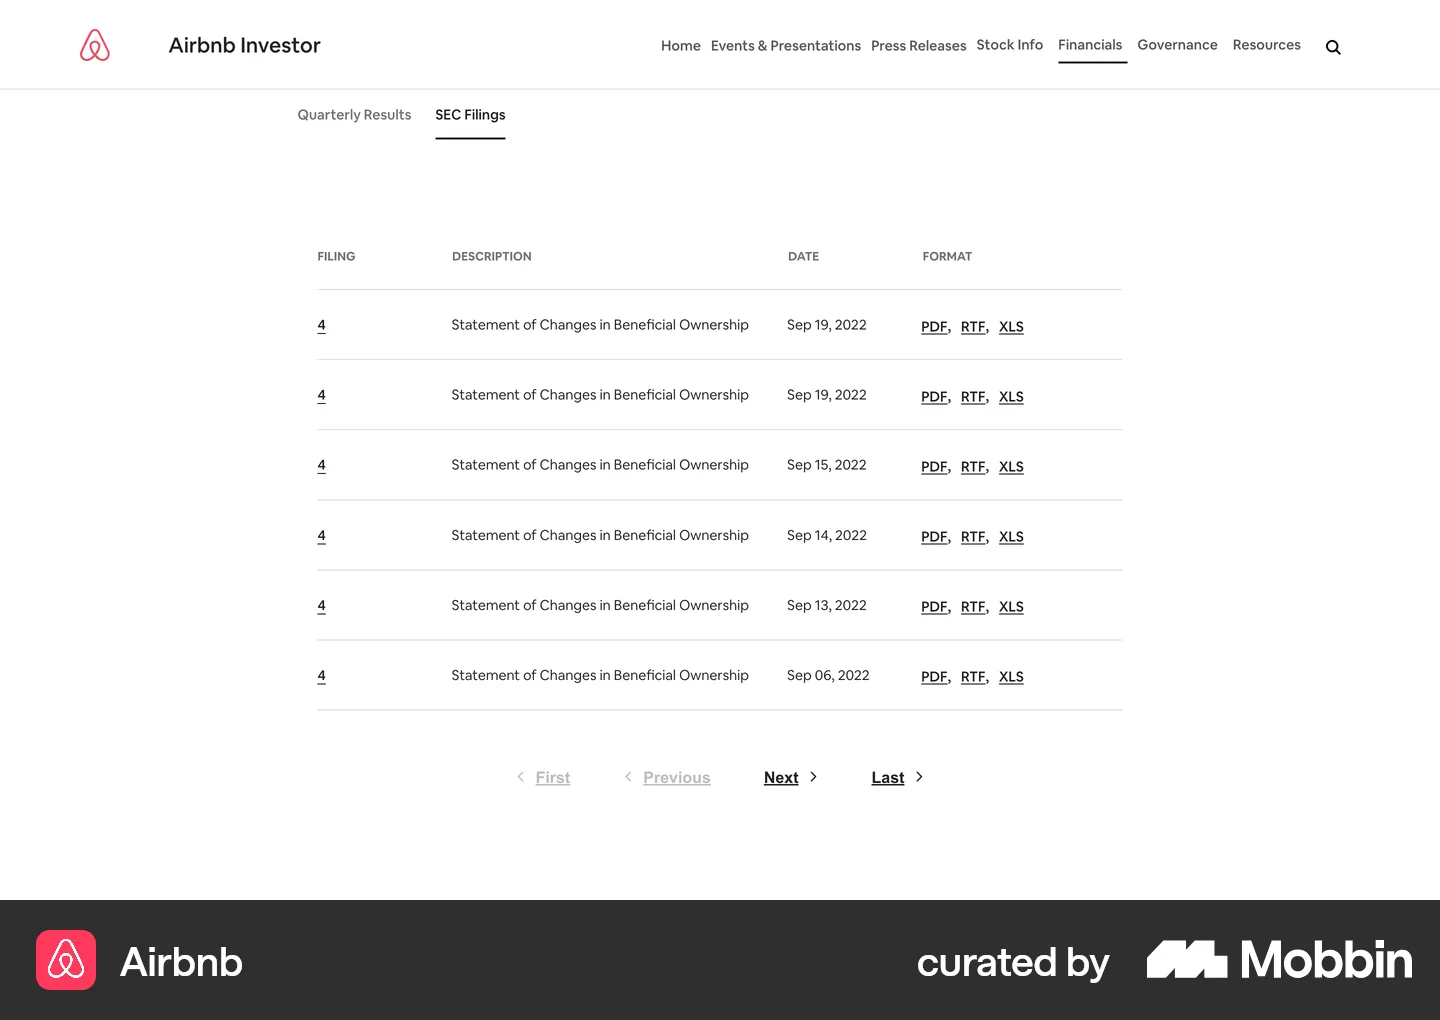 Airbnb Investor
Home Events & Presentations Press Releases Stock Info Financials Governance Resources
Quarterly Results SEC Filings
FILING DESCRIPTION DATE FORMAT
4 Statement of Changes in Beneficial Ownership Sep 19, 2022 PDF, RTF, XLS
4 Statement of Changes in Beneficial Ownership Sep 19, 2022 PDF, RTF, XLS
4 Statement of Changes in Beneficial Ownership Sep 15, 2022 PDF, RTF, XLS
4 Statement of Changes in Beneficial Ownership Sep 14, 2022 PDF, RTF, XLS
4 Statement of Changes in Beneficial Ownership Sep 13, 2022 PDF, RTF, XLS
4 Statement of Changes in Beneficial Ownership Sep 06, 2022 PDF, RTF, XLS
First Previous Next Last
Airbnb curated by Mobbin